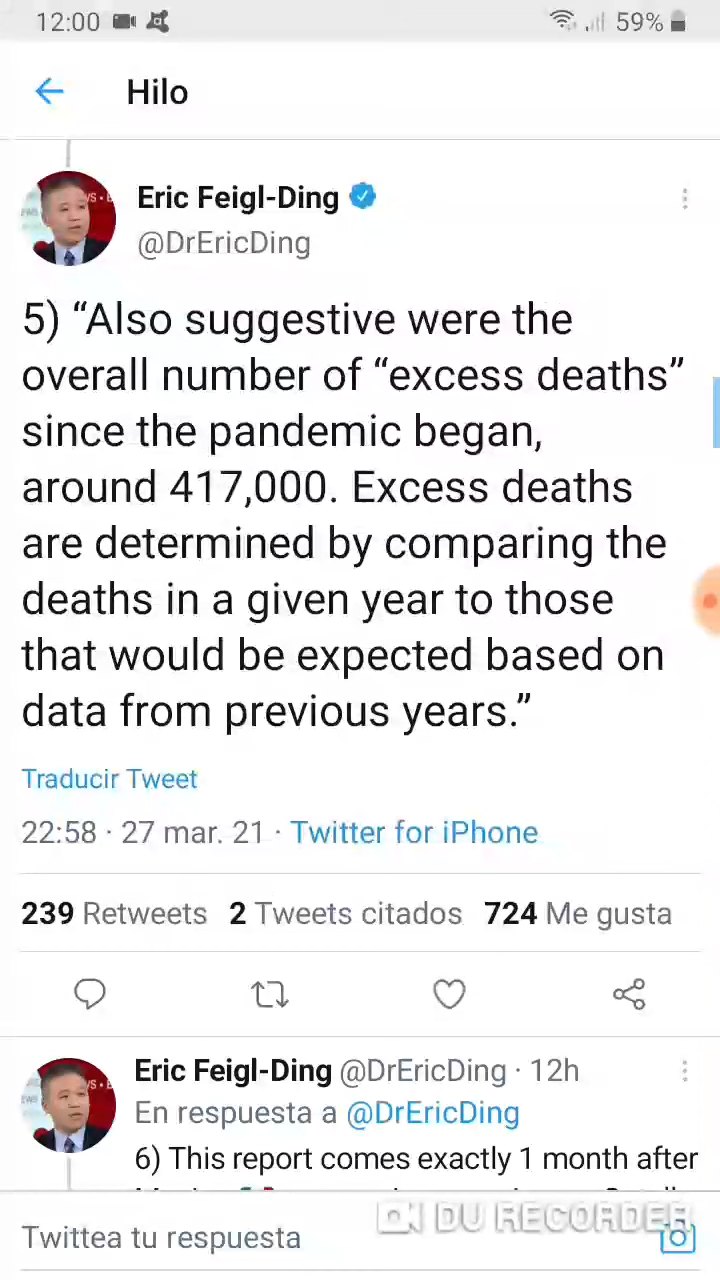 12:00
59%
Hilo
Eric Feigl-Ding
@DrEricDing
5) “Also suggestive were the
overall number of “excess deaths”
since the pandemic began,
around 417,000. Excess deaths
are determined by comparing the
deaths in a given year to those
that would be expected based on
data from previous years.”
Traducir Tweet
22:58 · 27 mar. 21 · Twitter for iPhone
239 Retweets 2 Tweets citados 724 Me gusta
Eric Feigl-Ding @DrEricDing · 12h
En respuesta a @DrEricDing
6) This report comes exactly 1 month after
Twittea tu respuesta
DU RECORDER